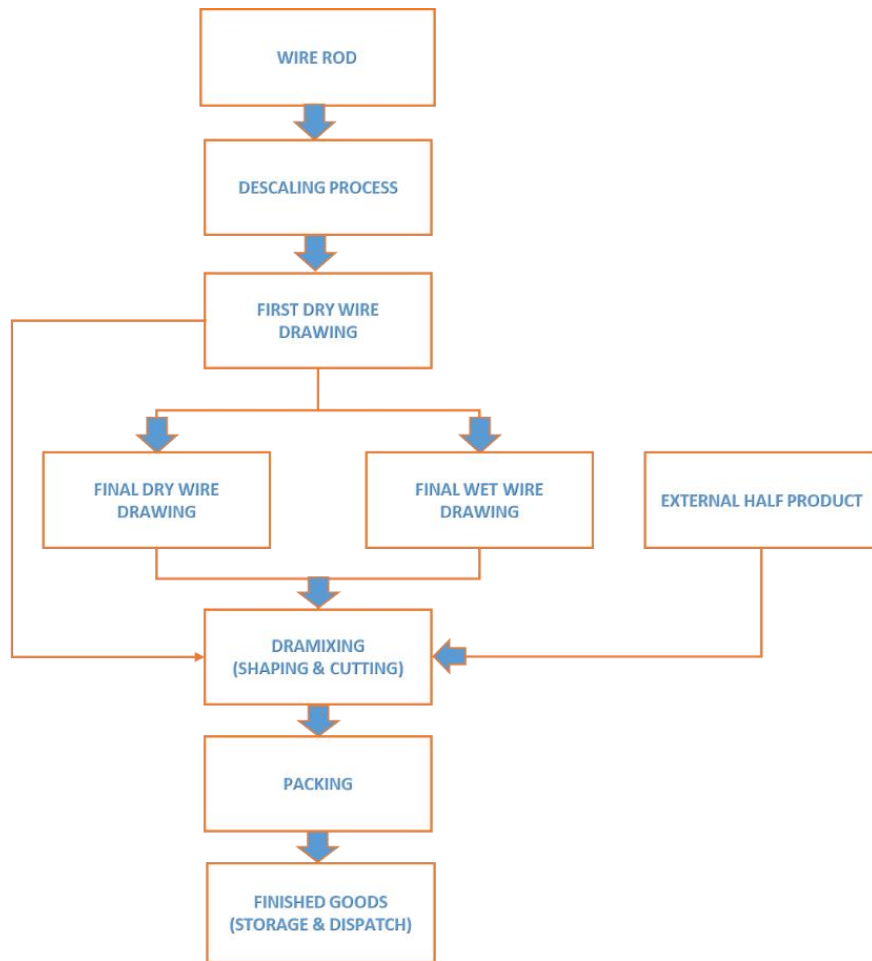 WIRE ROD
DESCALING PROCESS
FIRST DRY WIRE
DRAWING
FINAL DRY WIRE
DRAWING
FINAL WET WIRE
DRAWING
EXTERNAL HALF PRODUCT
DRAMIXING
(SHAPING & CUTTING)
PACKING
FINISHED GOODS
(STORAGE & DISPATCH)